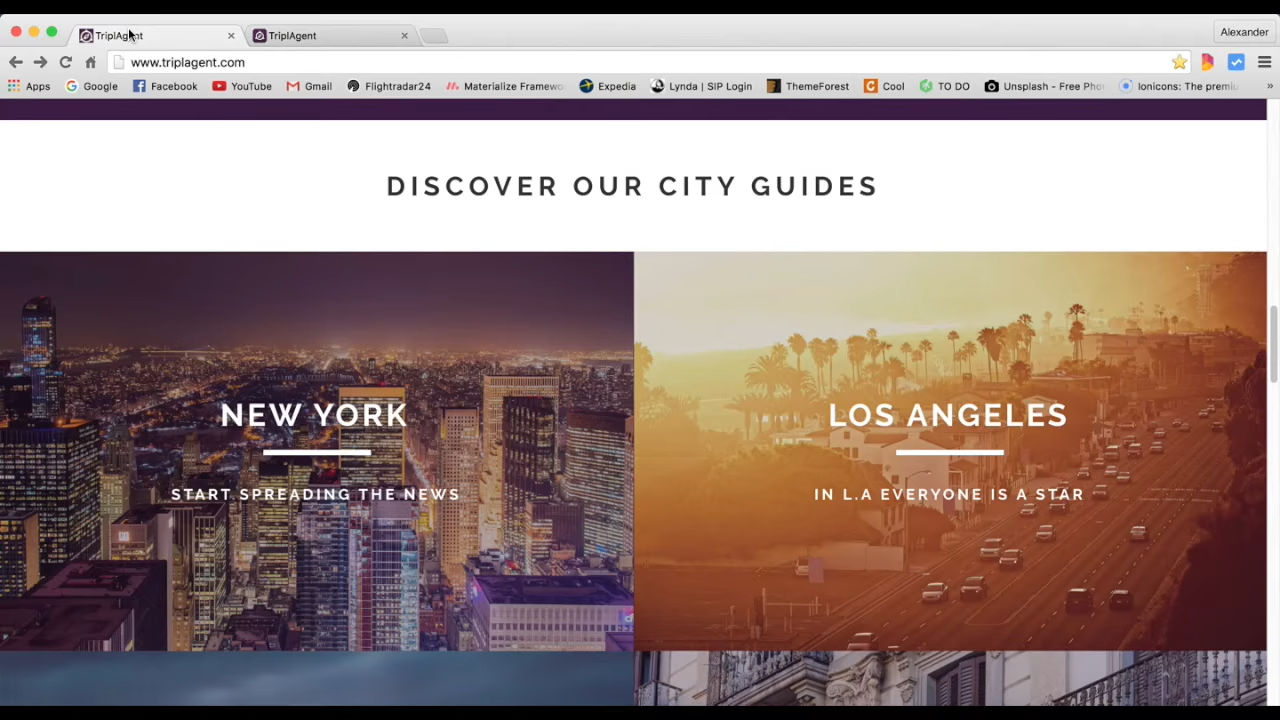 TriplAgent
TriplAgent
Alexander
www.triplagent.com
Apps Google Facebook YouTube Gmail Flightradar24 Materialize Framewo Expedia Lynda | SIP Login ThemeForest Cool TO DO Unsplash - Free Pho Ionicons: The premiu »
DISCOVER OUR CITY GUIDES
NEW YORK
START SPREADING THE NEWS
LOS ANGELES
IN L.A EVERYONE IS A STAR